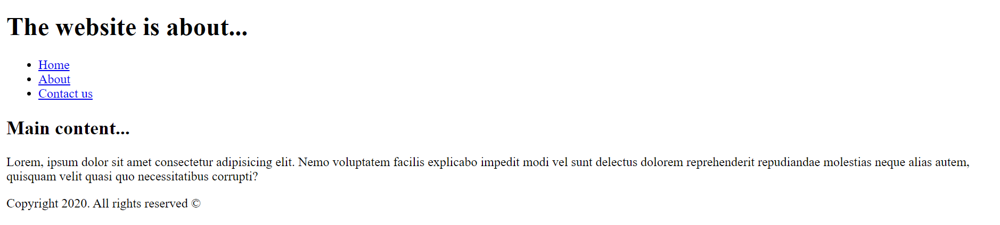 The website is about...
Home
About
Contact us
Main content...
Lorem, ipsum dolor sit amet consectetur adipisicing elit. Nemo voluptatem facilis explicabo impedit modi vel sunt delectus dolorem reprehenderit repudiandae molestias neque alias autem,
quisquam velit quasi quo necessitatibus corrupti?
Copyright 2020. All rights reserved ©